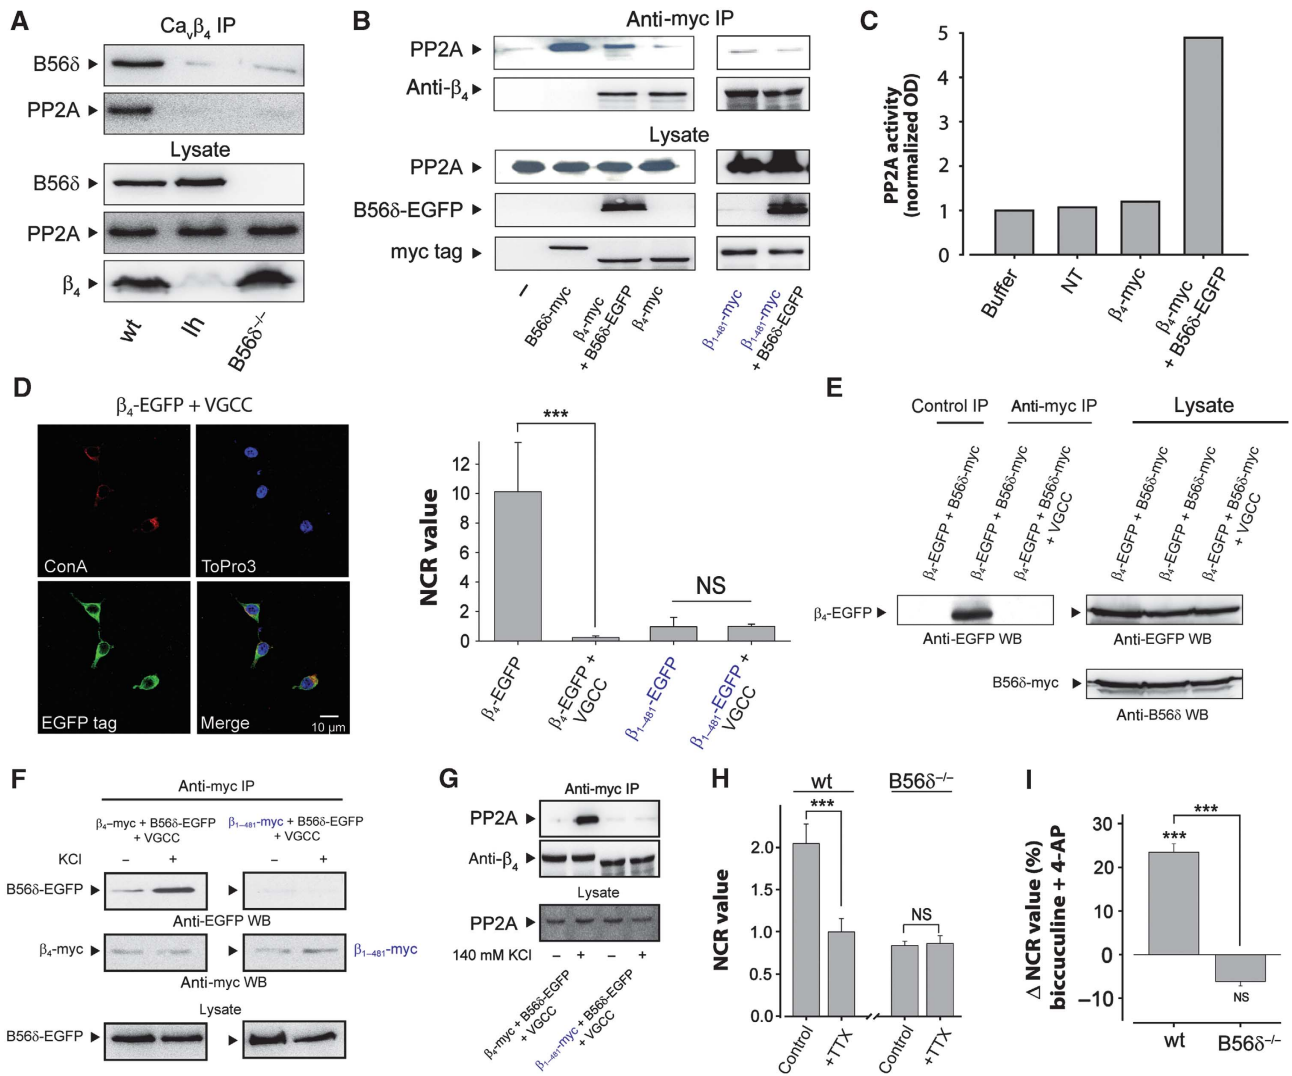 A
Cavβ4 IP
B56δ
PP2A
Lysate
B56δ
PP2A
β4
wt
lh
B56δ–/–
B
Anti-myc IP
PP2A
Anti-β4
Lysate
PP2A
B56δ-EGFP
myc tag
–
B56δ-myc
β4-myc
+ B56δ-EGFP
β4-myc
β1–481-myc
β1–481-myc
+ B56δ-EGFP
C
PP2A activity
(normalized OD)
5
4
3
2
1
0
Buffer
NT
β4-myc
β4-myc
+ B56δ-EGFP
D
β4-EGFP + VGCC
ConA
ToPro3
EGFP tag
Merge
10 µm
NCR value
12
10
8
6
4
2
0
***
NS
β4-EGFP
β4-EGFP +
VGCC
β1–481-EGFP
β1–481-EGFP +
VGCC
E
Control IP
Anti-myc IP
Lysate
β4-EGFP + B56δ-myc
β4-EGFP + B56δ-myc
β4-EGFP + B56δ-myc
+ VGCC
β4-EGFP + B56δ-myc
β4-EGFP + B56δ-myc
β4-EGFP + B56δ-myc
+ VGCC
β4-EGFP
Anti-EGFP WB
Anti-EGFP WB
B56δ-myc
Anti-B56δ WB
F
Anti-myc IP
β4-myc + B56δ-EGFP
+ VGCC
β1–481-myc + B56δ-EGFP
+ VGCC
KCl
– + – +
B56δ-EGFP
Anti-EGFP WB
β4-myc
β1–481-myc
Anti-myc WB
Lysate
B56δ-EGFP
G
Anti-myc IP
PP2A
Anti-β4
Lysate
PP2A
140 mM KCl – + – +
β4-myc + B56δ-EGFP
+ VGCC
β1–481-myc + B56δ-EGFP
+ VGCC
H
wt
B56δ–/–
***
NS
NCR value
2.0
1.5
1.0
0.5
0.0
Control
+TTX
Control
+TTX
I
Δ NCR value (%)
biccuculine + 4-AP
30
20
10
0
–10
***
***
NS
wt
B56δ–/–